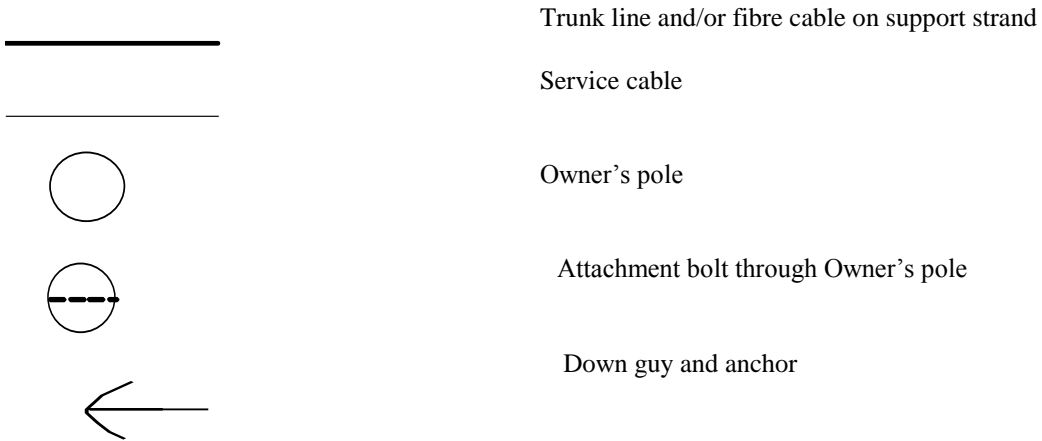 Trunk line and/or fibre cable on support strand
Service cable
Owner’s pole
Attachment bolt through Owner’s pole
Down guy and anchor